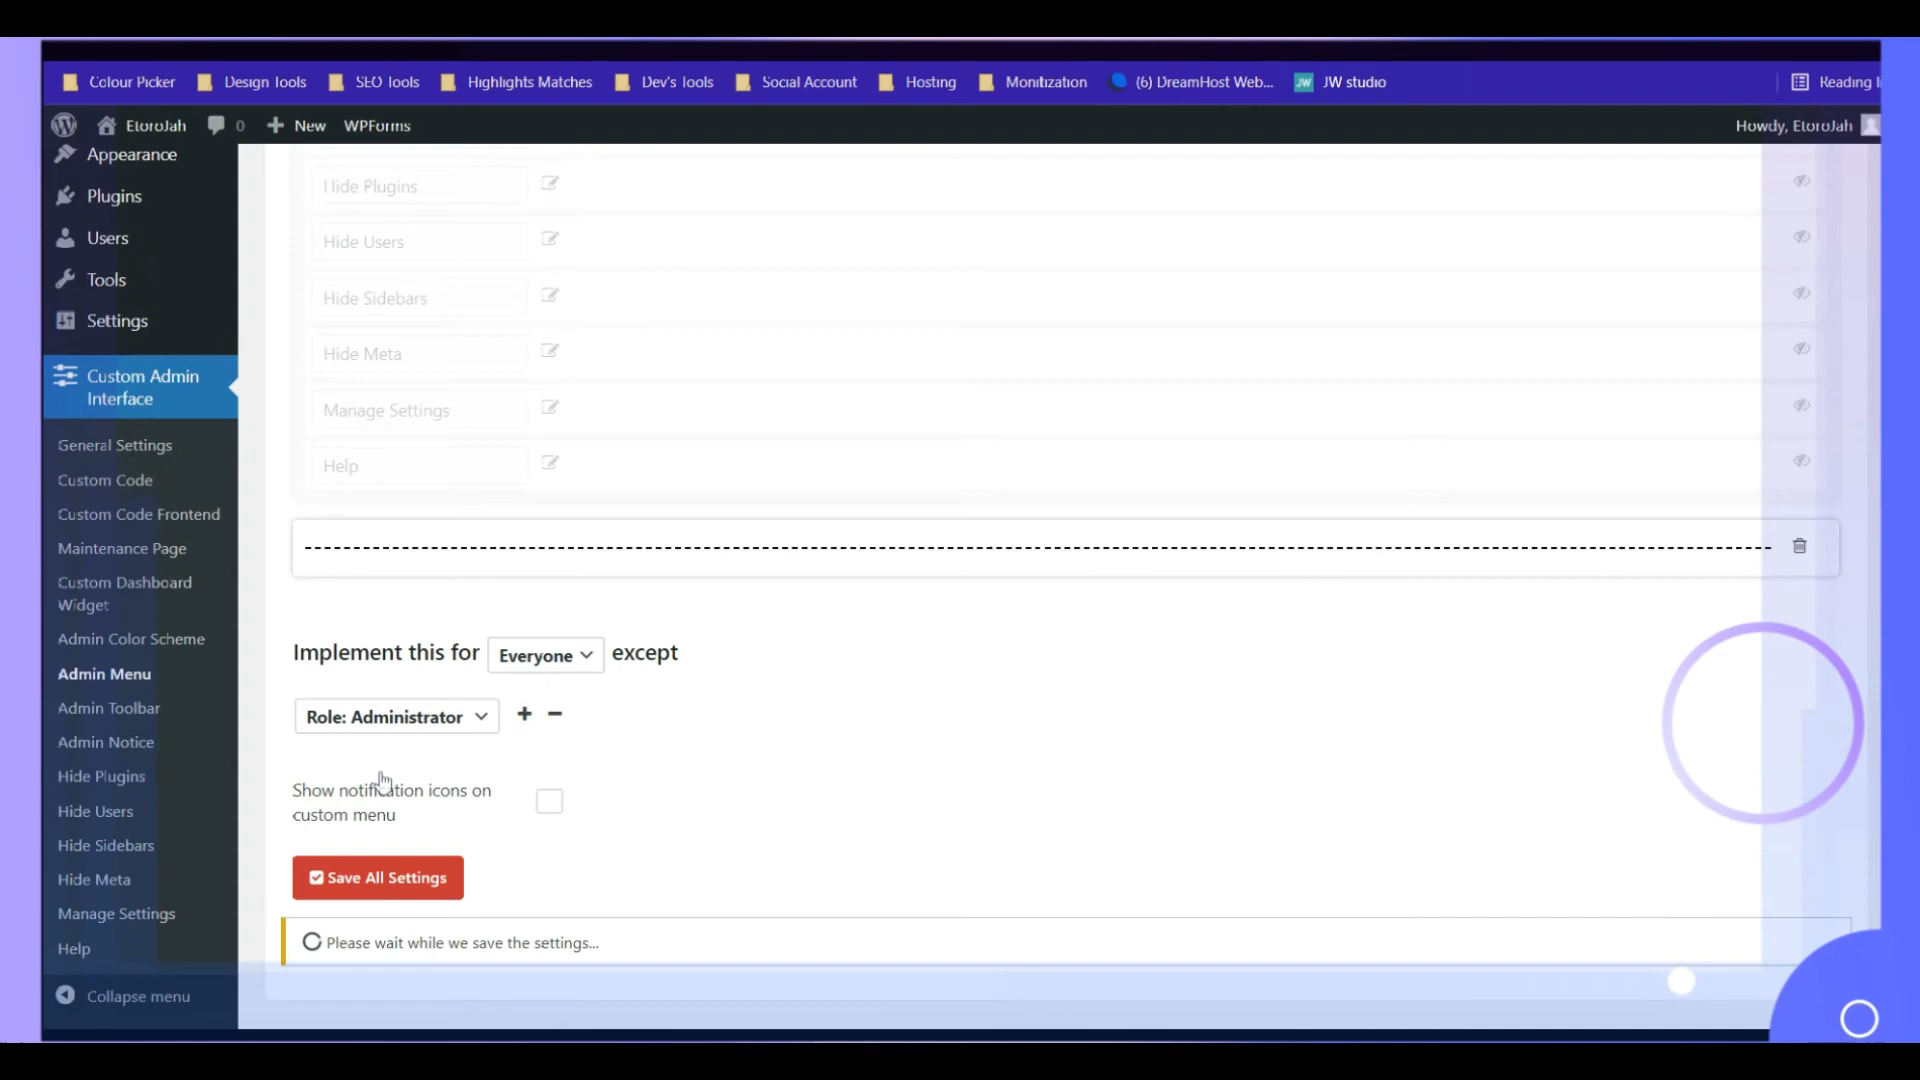 Colour Picker Design Tools SEO Tools Highlights Matches Dev's Tools Social Account Hosting Monitization (6) DreamHost Web... JW JW studio Reading
EtoroJah 0 New WPForms Howdy, EtoroJah
Appearance
Plugins
Users
Tools
Settings
Custom Admin
Interface
General Settings
Custom Code
Custom Code Frontend
Maintenance Page
Custom Dashboard
Widget
Admin Color Scheme
Admin Menu
Admin Toolbar
Admin Notice
Hide Plugins
Hide Users
Hide Sidebars
Hide Meta
Manage Settings
Help
Collapse menu
Hide Plugins
Hide Users
Hide Sidebars
Hide Meta
Manage Settings
Help
Implement this for Everyone except
Role: Administrator
Show notification icons on
custom menu
Save All Settings
Please wait while we save the settings...